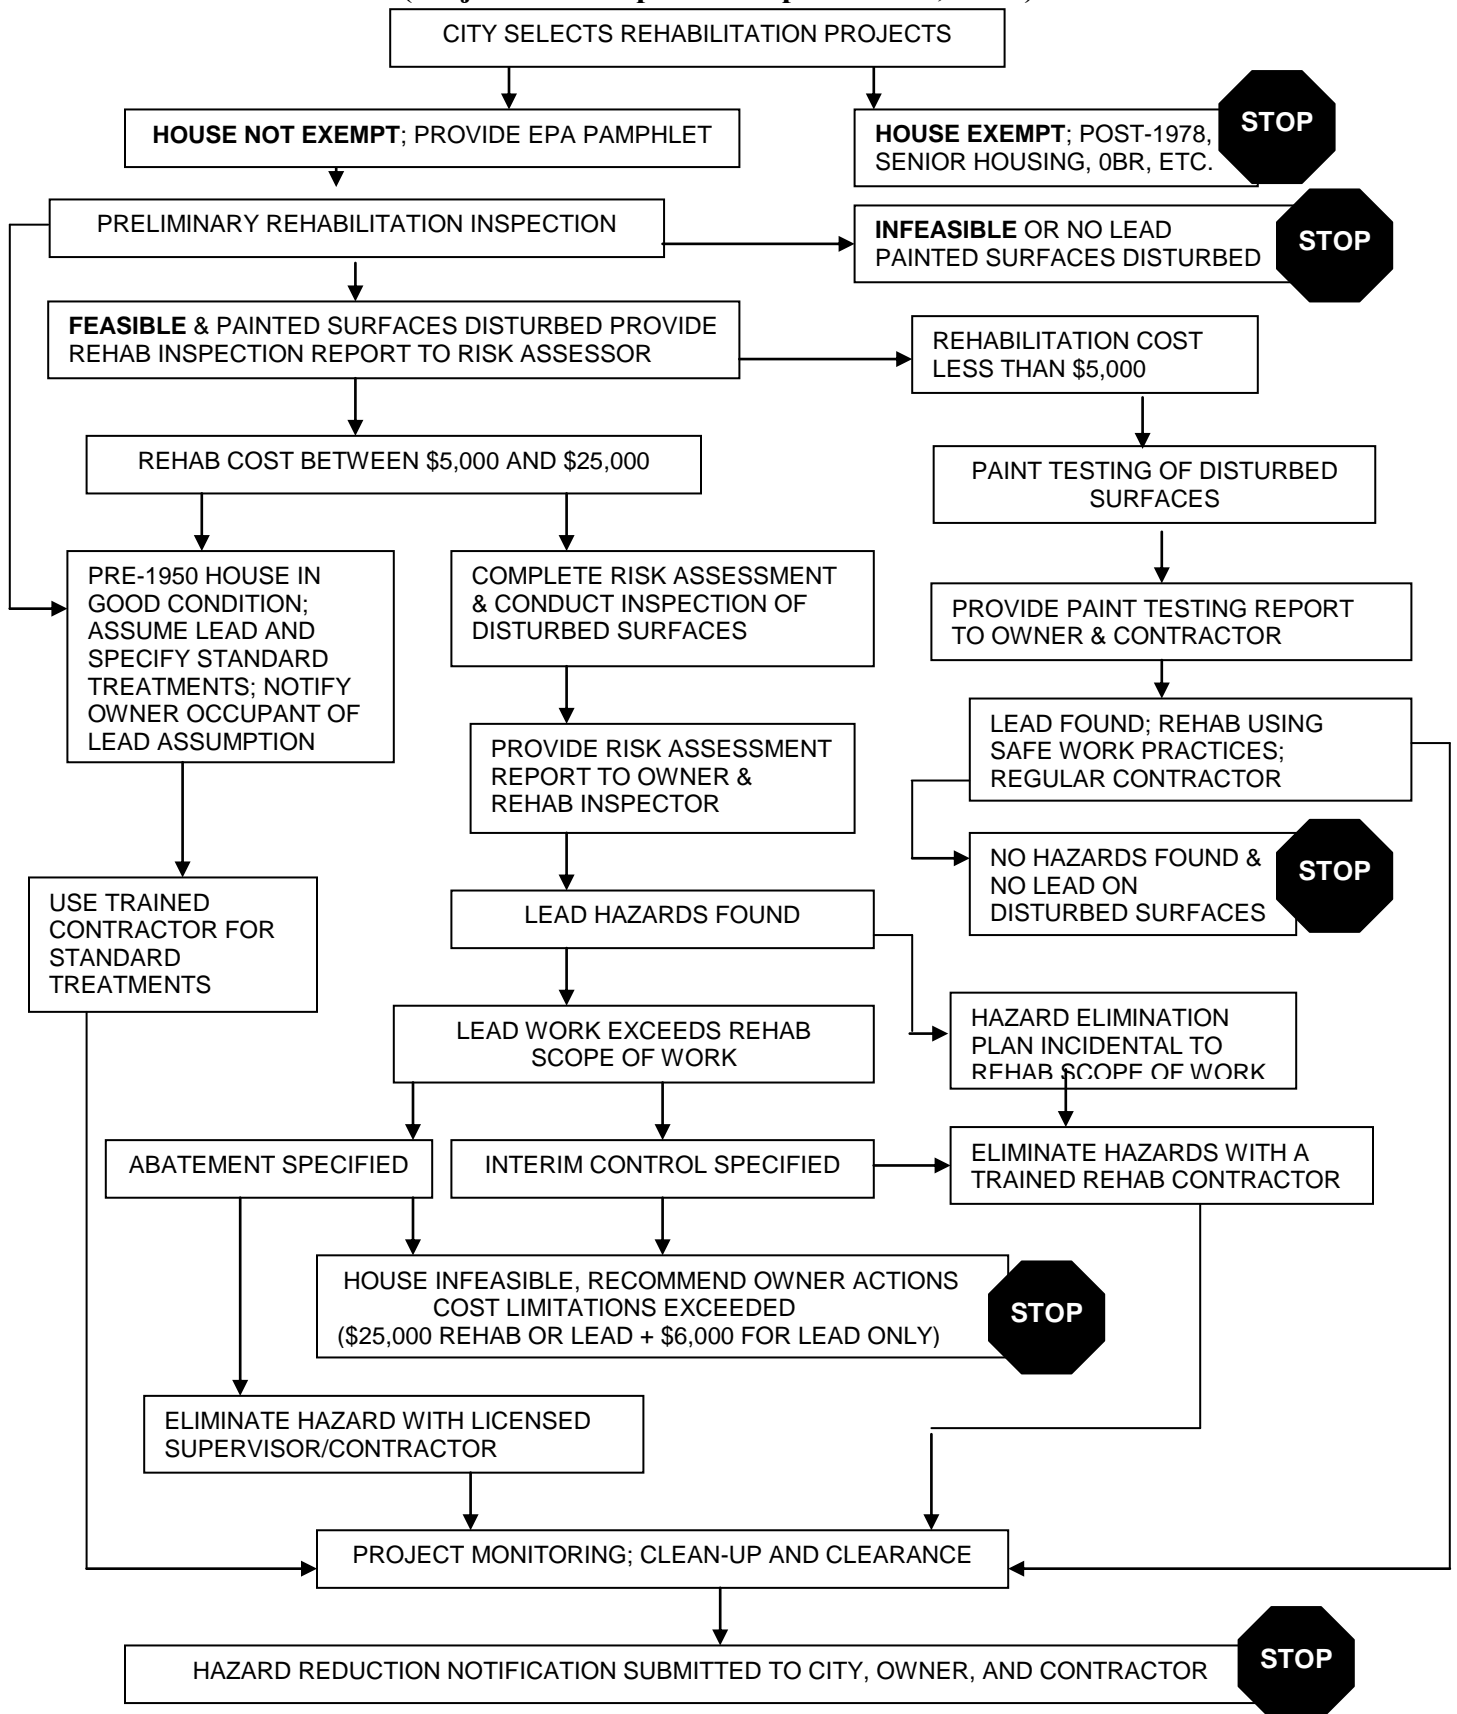 CITY SELECTS REHABILITATION PROJECTS
HOUSE NOT EXEMPT; PROVIDE EPA PAMPHLET
HOUSE EXEMPT; POST-1978,
SENIOR HOUSING, 0BR, ETC.
STOP
PRELIMINARY REHABILITATION INSPECTION
INFEASIBLE OR NO LEAD
PAINTED SURFACES DISTURBED
STOP
FEASIBLE & PAINTED SURFACES DISTURBED PROVIDE
REHAB INSPECTION REPORT TO RISK ASSESSOR
REHABILITATION COST
LESS THAN $5,000
REHAB COST BETWEEN $5,000 AND $25,000
PAINT TESTING OF DISTURBED
SURFACES
PRE-1950 HOUSE IN
GOOD CONDITION;
ASSUME LEAD AND
SPECIFY STANDARD
TREATMENTS; NOTIFY
OWNER OCCUPANT OF
LEAD ASSUMPTION
COMPLETE RISK ASSESSMENT
& CONDUCT INSPECTION OF
DISTURBED SURFACES
PROVIDE PAINT TESTING REPORT
TO OWNER & CONTRACTOR
PROVIDE RISK ASSESSMENT
REPORT TO OWNER &
REHAB INSPECTOR
LEAD FOUND; REHAB USING
SAFE WORK PRACTICES;
REGULAR CONTRACTOR
NO HAZARDS FOUND &
NO LEAD ON
DISTURBED SURFACES
STOP
USE TRAINED
CONTRACTOR FOR
STANDARD
TREATMENTS
LEAD HAZARDS FOUND
LEAD WORK EXCEEDS REHAB
SCOPE OF WORK
HAZARD ELIMINATION
PLAN INCIDENTAL TO
REHAB SCOPE OF WORK
ABATEMENT SPECIFIED
INTERIM CONTROL SPECIFIED
ELIMINATE HAZARDS WITH A
TRAINED REHAB CONTRACTOR
HOUSE INFEASIBLE, RECOMMEND OWNER ACTIONS
COST LIMITATIONS EXCEEDED
($25,000 REHAB OR LEAD + $6,000 FOR LEAD ONLY)
STOP
ELIMINATE HAZARD WITH LICENSED
SUPERVISOR/CONTRACTOR
PROJECT MONITORING; CLEAN-UP AND CLEARANCE
HAZARD REDUCTION NOTIFICATION SUBMITTED TO CITY, OWNER, AND CONTRACTOR
STOP